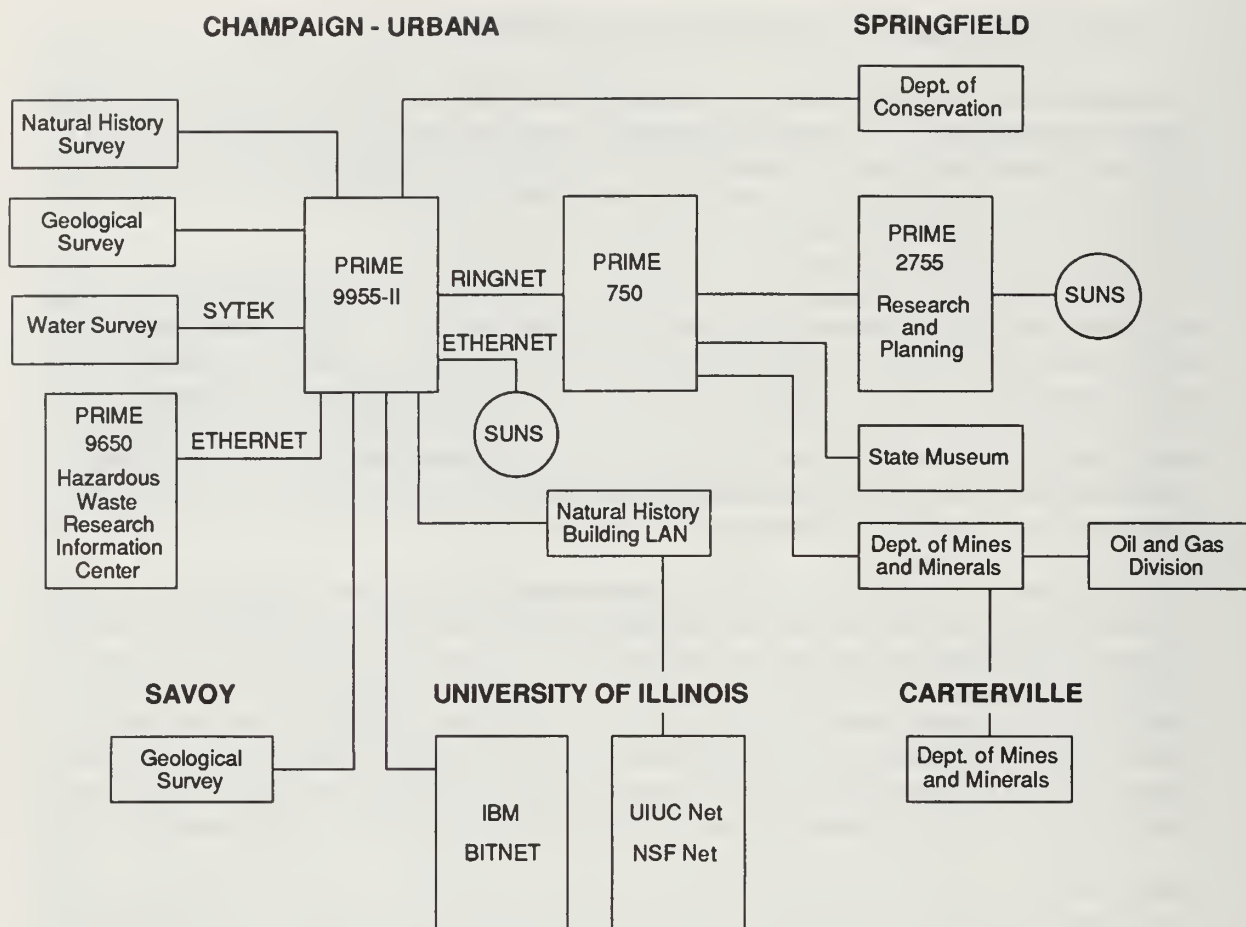 CHAMPAIGN - URBANA
SPRINGFIELD
Natural History
Survey
Dept. of
Conservation
Geological
Survey
PRIME
9955-II
RINGNET
PRIME
750
PRIME
2755
Research
and
Planning
SUNS
Water Survey
SYTEK
ETHERNET
SUNS
PRIME
9650
Hazardous
Waste
Research
Information
Center
ETHERNET
State Museum
Natural History
Building LAN
Dept. of Mines
and Minerals
Oil and Gas
Division
SAVOY
UNIVERSITY OF ILLINOIS
CARTERVILLE
Geological
Survey
IBM
BITNET
UIUC Net
NSF Net
Dept. of Mines
and Minerals